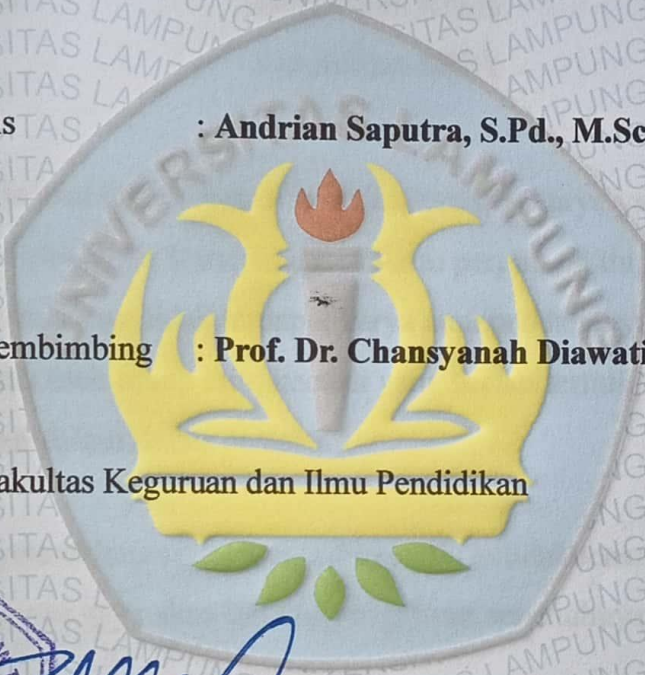 : Andrian Saputra, S.Pd., M.Sc
UNIVERSITAS LAMPUNG
embimbing : Prof. Dr. Chansyanah Diawati
akultas Keguruan dan Ilmu Pendidikan